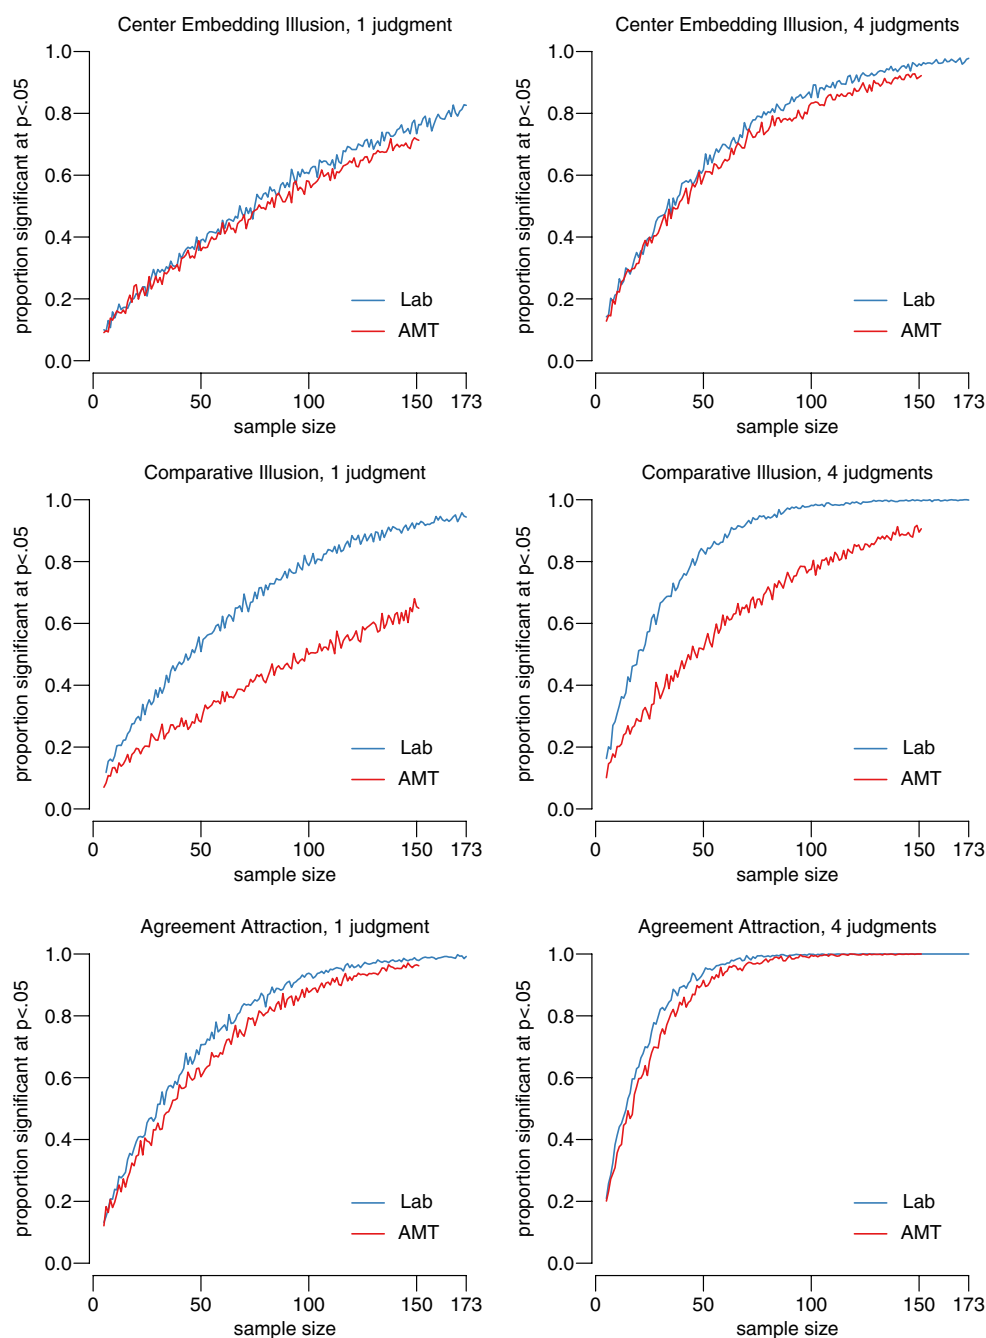 Center Embedding Illusion, 1 judgment
proportion significant at p<.05
1.0
0.8
0.6
0.4
0.2
0.0
Lab
AMT
0 50 100 150 173
sample size
Center Embedding Illusion, 4 judgments
proportion significant at p<.05
1.0
0.8
0.6
0.4
0.2
0.0
Lab
AMT
0 50 100 150 173
sample size
Comparative Illusion, 1 judgment
proportion significant at p<.05
1.0
0.8
0.6
0.4
0.2
0.0
Lab
AMT
0 50 100 150 173
sample size
Comparative Illusion, 4 judgments
proportion significant at p<.05
1.0
0.8
0.6
0.4
0.2
0.0
Lab
AMT
0 50 100 150 173
sample size
Agreement Attraction, 1 judgment
proportion significant at p<.05
1.0
0.8
0.6
0.4
0.2
0.0
Lab
AMT
0 50 100 150 173
sample size
Agreement Attraction, 4 judgments
proportion significant at p<.05
1.0
0.8
0.6
0.4
0.2
0.0
Lab
AMT
0 50 100 150 173
sample size